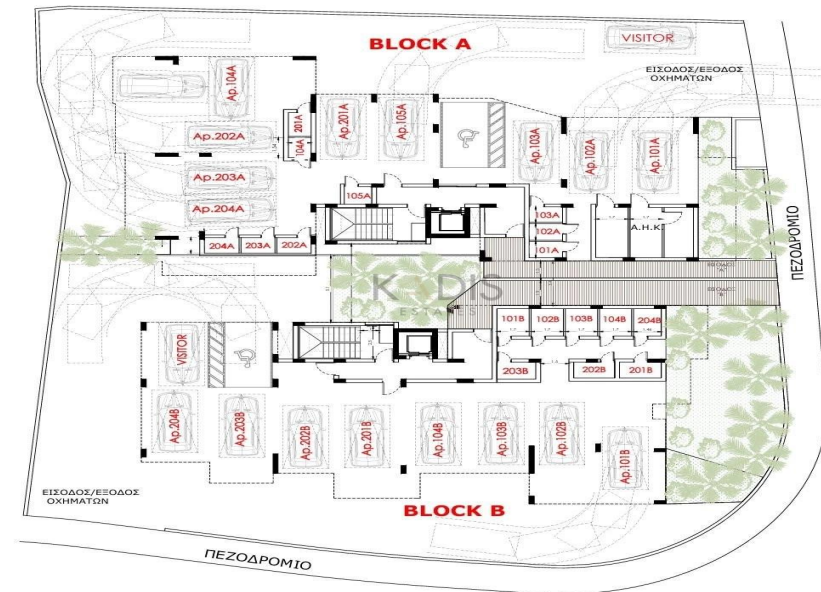 BLOCK A
VISITOR
ΕΙΣΟΔΟΣ/ΕΞΟΔΟΣ
ΟΧΗΜΑΤΩΝ
Ap.104A
Ap.202A
201A
104A
Ap.201A
Ap.105A
Ap.103A
Ap.102A
Ap.101A
Ap.203A
Ap.204A
105A
204A
203A
202A
103A
102A
101A
Α.Η.Κ.
ΠΕΖΟΔΡΟΜΙΟ
KADIS
ESTATES
101B
102B
103B
104B
204B
203B
202B
201B
VISITOR
Ap.204B
Ap.203B
Ap.202B
Ap.201B
Ap.104B
Ap.103B
Ap.102B
Ap.101B
ΕΙΣΟΔΟΣ/ΕΞΟΔΟΣ
ΟΧΗΜΑΤΩΝ
BLOCK B
ΠΕΖΟΔΡΟΜΙΟ